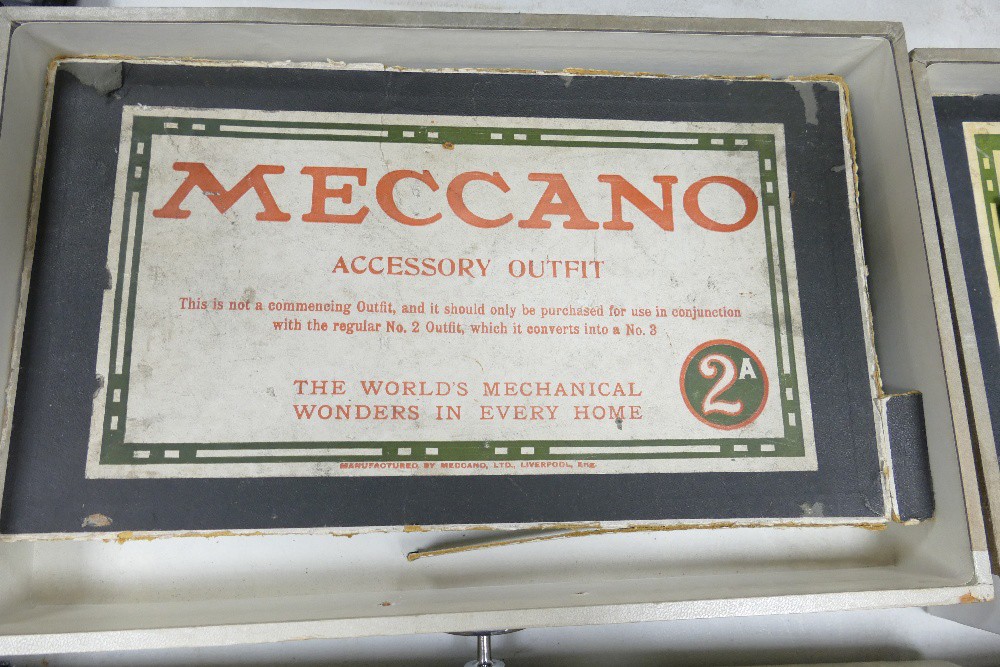 MECCANO
ACCESSORY OUTFIT
This is not a commencing Outfit, and it should only be purchased for use in conjunction
with the regular No. 2 Outfit, which it converts into a No. 3
THE WORLD'S MECHANICAL
WONDERS IN EVERY HOME
2A
MANUFACTURED BY MECCANO, LTD., LIVERPOOL, Eng.